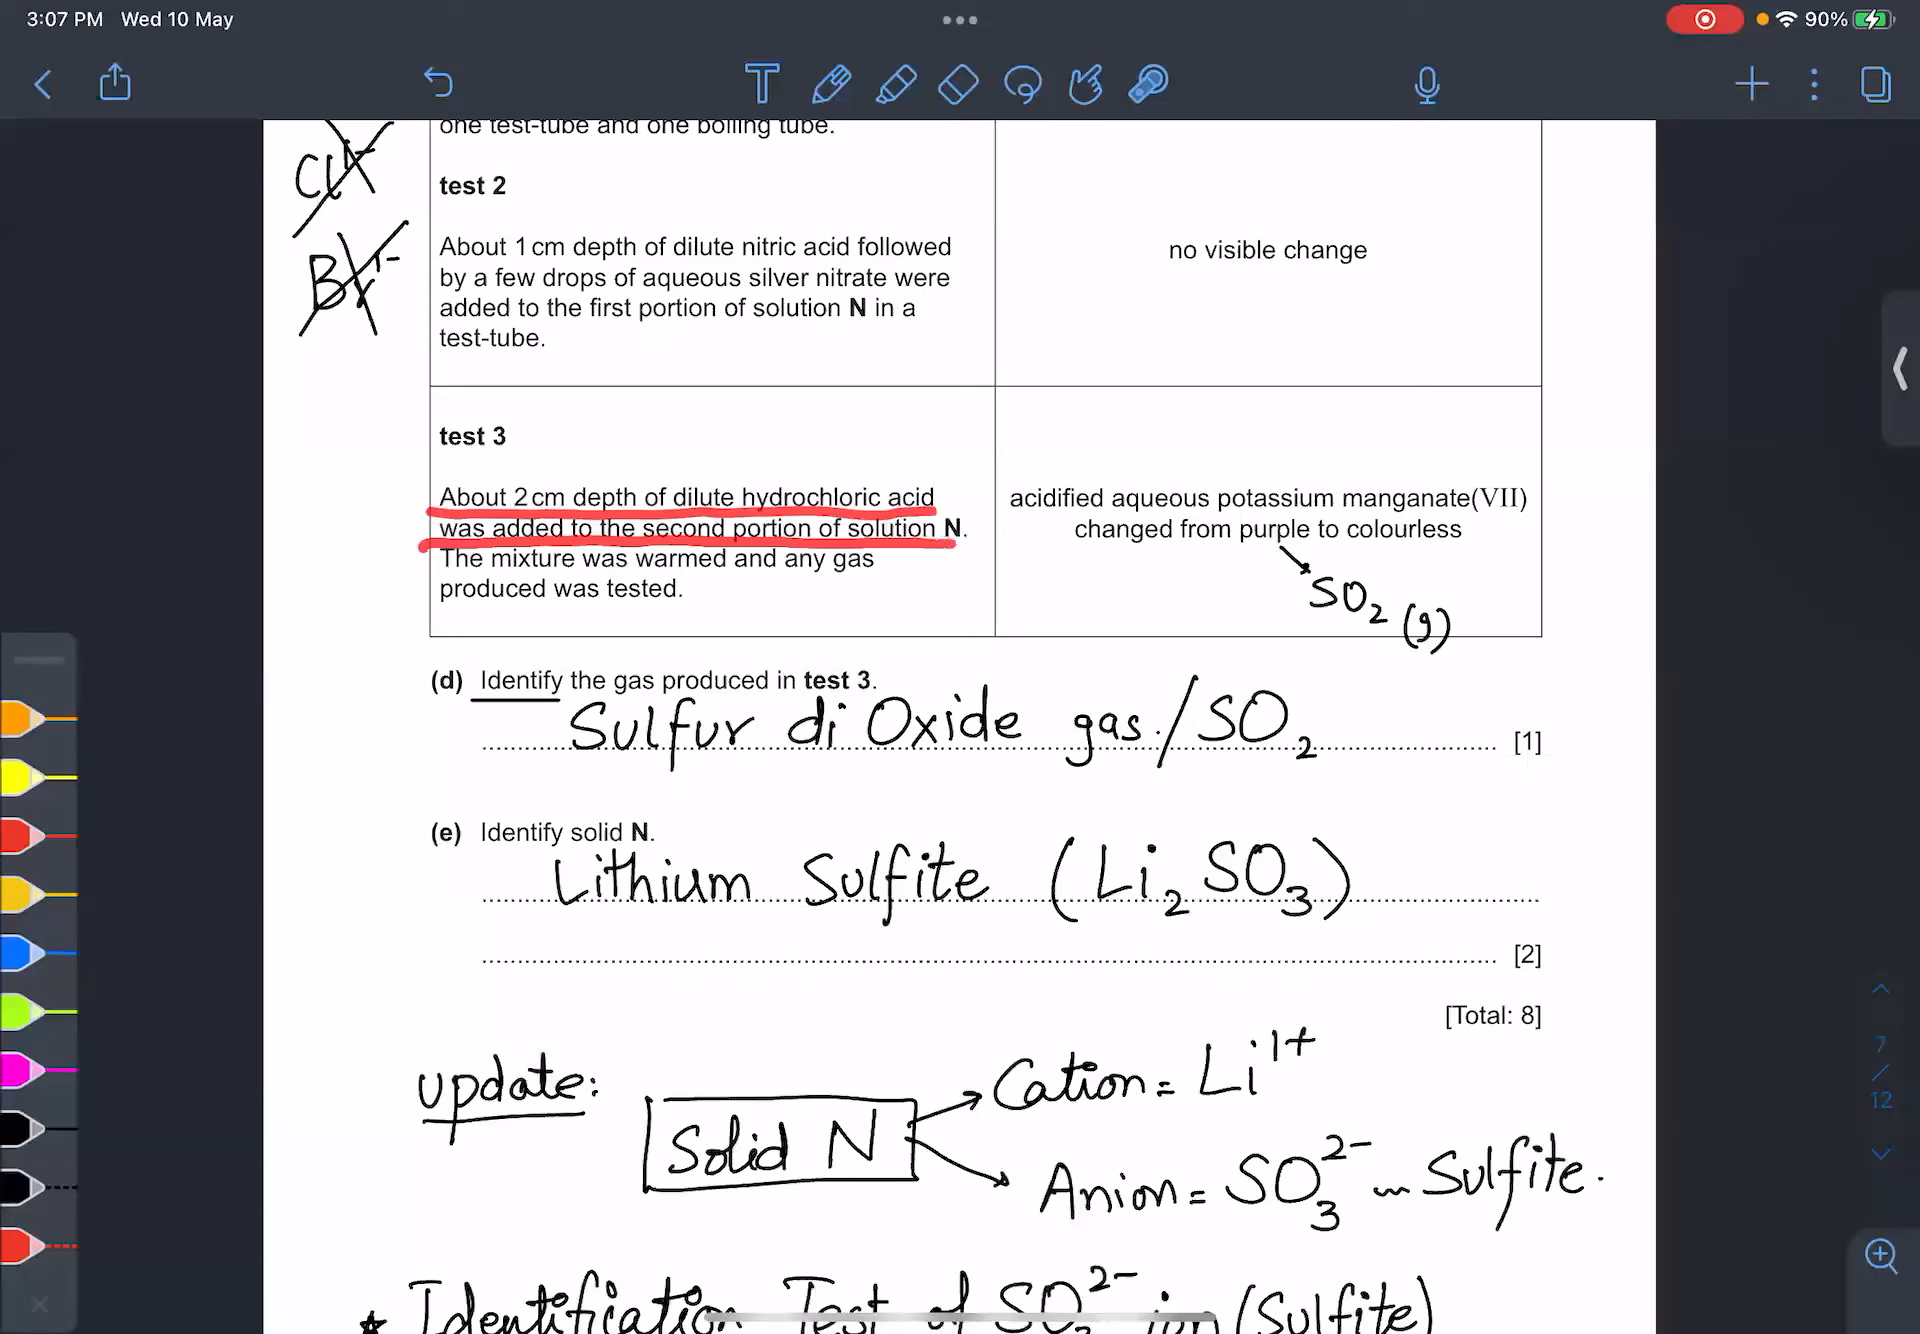 3:07 PM Wed 10 May
90%
one test-tube and one boiling tube.
Cl1-
Br1-
test 2
About 1 cm depth of dilute nitric acid followed
by a few drops of aqueous silver nitrate were
added to the first portion of solution N in a
test-tube.
no visible change
test 3
About 2 cm depth of dilute hydrochloric acid
was added to the second portion of solution N.
The mixture was warmed and any gas
produced was tested.
acidified aqueous potassium manganate(VII)
changed from purple to colourless
SO2 (g)
(d) Identify the gas produced in test 3.
Sulfur di Oxide gas./SO2
[1]
(e) Identify solid N.
Lithium Sulfite (Li2SO3)
[2]
[Total: 8]
update:
Solid N
Cation = Li1+
Anion = SO3 2- ~ Sulfite.
* Identification Test of SO3 2- ion (Sulfite)
7
/
12